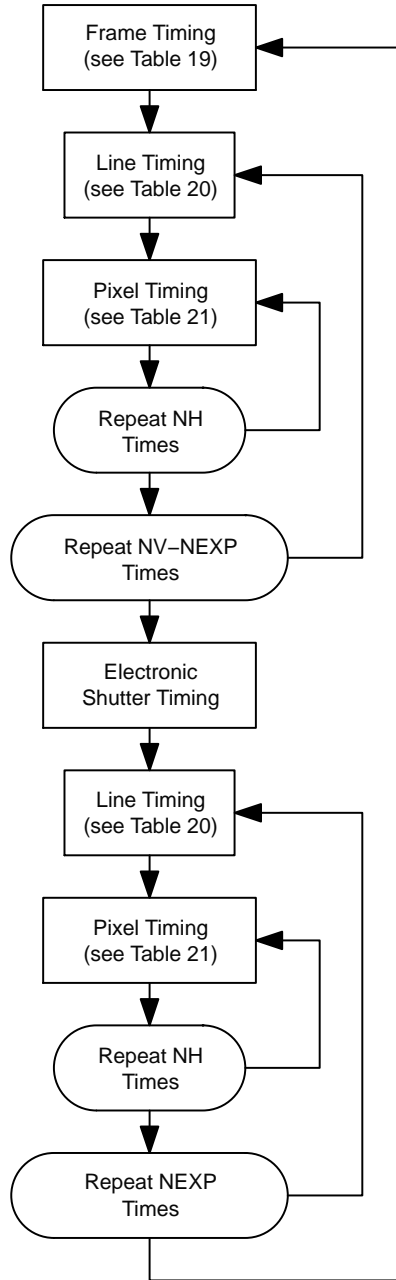 Frame Timing
(see Table 19)
Line Timing
(see Table 20)
Pixel Timing
(see Table 21)
Repeat NH
Times
Repeat NV−NEXP
Times
Electronic
Shutter Timing
Line Timing
(see Table 20)
Pixel Timing
(see Table 21)
Repeat NH
Times
Repeat NEXP
Times